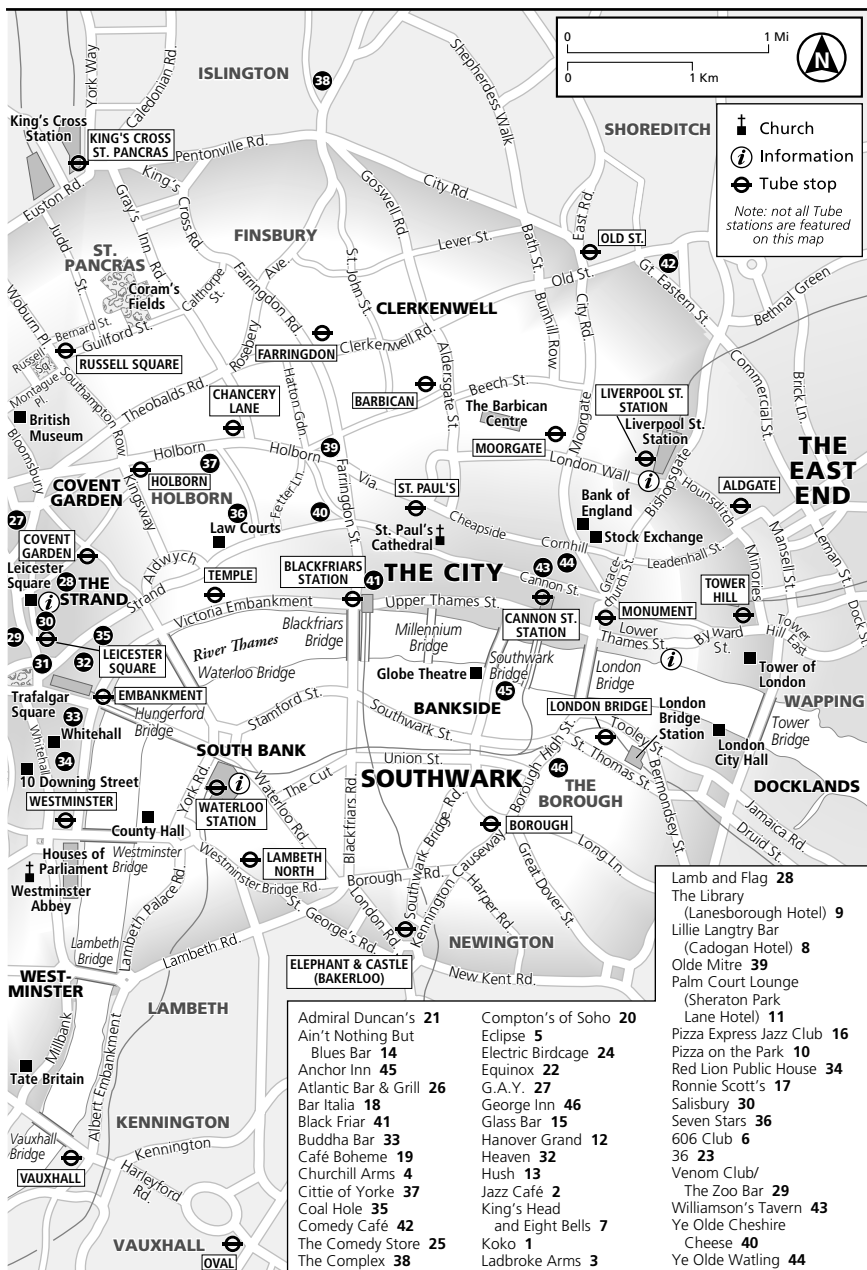 0 1 Mi
0 1 Km
N
Church
Information
Tube stop
Note: not all Tube
stations are featured
on this map
ISLINGTON
38
York Way
Caledonian Rd.
King's Cross
Station
KING'S CROSS
ST. PANCRAS
Pentonville Rd.
Shepherdess Walk
SHOREDITCH
Euston Rd.
Judd St.
Gray's Inn Rd.
King's Cross Rd.
City Rd.
Goswell Rd.
East Rd.
OLD ST.
FINSBURY
Lever St.
Bath St.
ST.
PANCRAS
Coram's
Fields
Calthorpe St.
Farringdon Rd.
Rosebery Ave.
St. John St.
Old St.
City Rd.
Bunhill Row
42
Gt. Eastern St.
Bethnal Green
CLERKENWELL
Woburn Pl.
Bernard St.
Guilford St.
Russell Sq.
RUSSELL SQUARE
FARRINGDON
Clerkenwell Rd.
Aldersgate St.
Montague Pl.
Southampton Row
Theobalds Rd.
Hatton Gdn.
BARBICAN
Beech St.
Commercial St.
Brick Ln.
CHANCERY
LANE
The Barbican
Centre
Moorgate
LIVERPOOL ST.
STATION
Liverpool St.
Station
British
Museum
Bloomsbury
Holborn
MOORGATE
London Wall
Bishopsgate
THE
EAST
END
COVENT
GARDEN
HOLBORN
37
Holborn Via.
39
Farringdon St.
HOLBORN
Kingsway
Fetter Ln.
ST. PAUL'S
Houndsditch
ALDGATE
Bank of
England
36
40
Law Courts
27
St. Paul's
Cathedral
Cheapside
Cornhill
Stock Exchange
Leadenhall St.
Minories
Mansell St.
Leman St.
COVENT
GARDEN
Leicester
Square
28
THE
STRAND
Aldwych
Strand
TEMPLE
BLACKFRIARS
STATION
41
THE CITY
43
44
Cannon St.
Gracechurch St.
TOWER
HILL
Dock St.
30
Victoria Embankment
Upper Thames St.
CANNON ST.
STATION
MONUMENT
Lower
Thames St.
Byward St.
Tower
Hill East
29
35
LEICESTER
SQUARE
River Thames
Blackfriars
Bridge
Millennium
Bridge
Southwark
Bridge
London
Bridge
Tower of
London
31
32
Waterloo Bridge
Globe Theatre
45
WAPPING
EMBANKMENT
Trafalgar
Square
Stamford St.
BANKSIDE
LONDON BRIDGE
London
Bridge
Station
Tower
Bridge
33
Whitehall
Hungerford
Bridge
Southwark St.
Tooley St.
London
City Hall
Whitehall
34
SOUTH BANK
Union St.
St. Thomas St.
10 Downing Street
York Rd.
The Cut
SOUTHWARK
Borough High St.
46
THE
BOROUGH
Bermondsey St.
DOCKLANDS
WESTMINSTER
WATERLOO
STATION
Waterloo Rd.
Blackfriars Rd.
Southwark Bridge Rd.
BOROUGH
Jamaica Rd.
Druid St.
County Hall
Houses of
Parliament
Westminster
Bridge
LAMBETH
NORTH
Long Ln.
Westminster
Abbey
Westminster Bridge Rd.
Borough Rd.
Great Dover St.
Lambeth Palace Rd.
St. George's Rd.
London Rd.
Kennington Causeway
Harper Rd.
Lambeth
Bridge
Lambeth Rd.
NEWINGTON
WEST-
MINSTER
ELEPHANT & CASTLE
(BAKERLOO)
New Kent Rd.
LAMBETH
Millbank
Albert Embankment
Tate Britain
KENNINGTON
Vauxhall
Bridge
Kennington
VAUXHALL
Harleyford Rd.
VAUXHALL
OVAL
Admiral Duncan's 21
Ain't Nothing But
Blues Bar 14
Anchor Inn 45
Atlantic Bar & Grill 26
Bar Italia 18
Black Friar 41
Buddha Bar 33
Café Boheme 19
Churchill Arms 4
Cittie of Yorke 37
Coal Hole 35
Comedy Café 42
The Comedy Store 25
The Complex 38
Compton's of Soho 20
Eclipse 5
Electric Birdcage 24
Equinox 22
G.A.Y. 27
George Inn 46
Glass Bar 15
Hanover Grand 12
Heaven 32
Hush 13
Jazz Café 2
King's Head
and Eight Bells 7
Koko 1
Ladbroke Arms 3
Lamb and Flag 28
The Library
(Lanesborough Hotel) 9
Lillie Langtry Bar
(Cadogan Hotel) 8
Olde Mitre 39
Palm Court Lounge
(Sheraton Park
Lane Hotel) 11
Pizza Express Jazz Club 16
Pizza on the Park 10
Red Lion Public House 34
Ronnie Scott's 17
Salisbury 30
Seven Stars 36
606 Club 6
36 23
Venom Club/
The Zoo Bar 29
Williamson's Tavern 43
Ye Olde Cheshire
Cheese 40
Ye Olde Watling 44